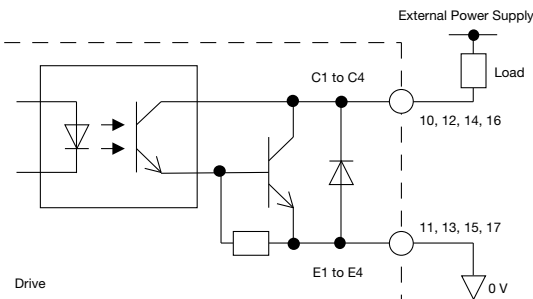 External Power Supply
Load
C1 to C4
10, 12, 14, 16
11, 13, 15, 17
E1 to E4
Drive
0 V